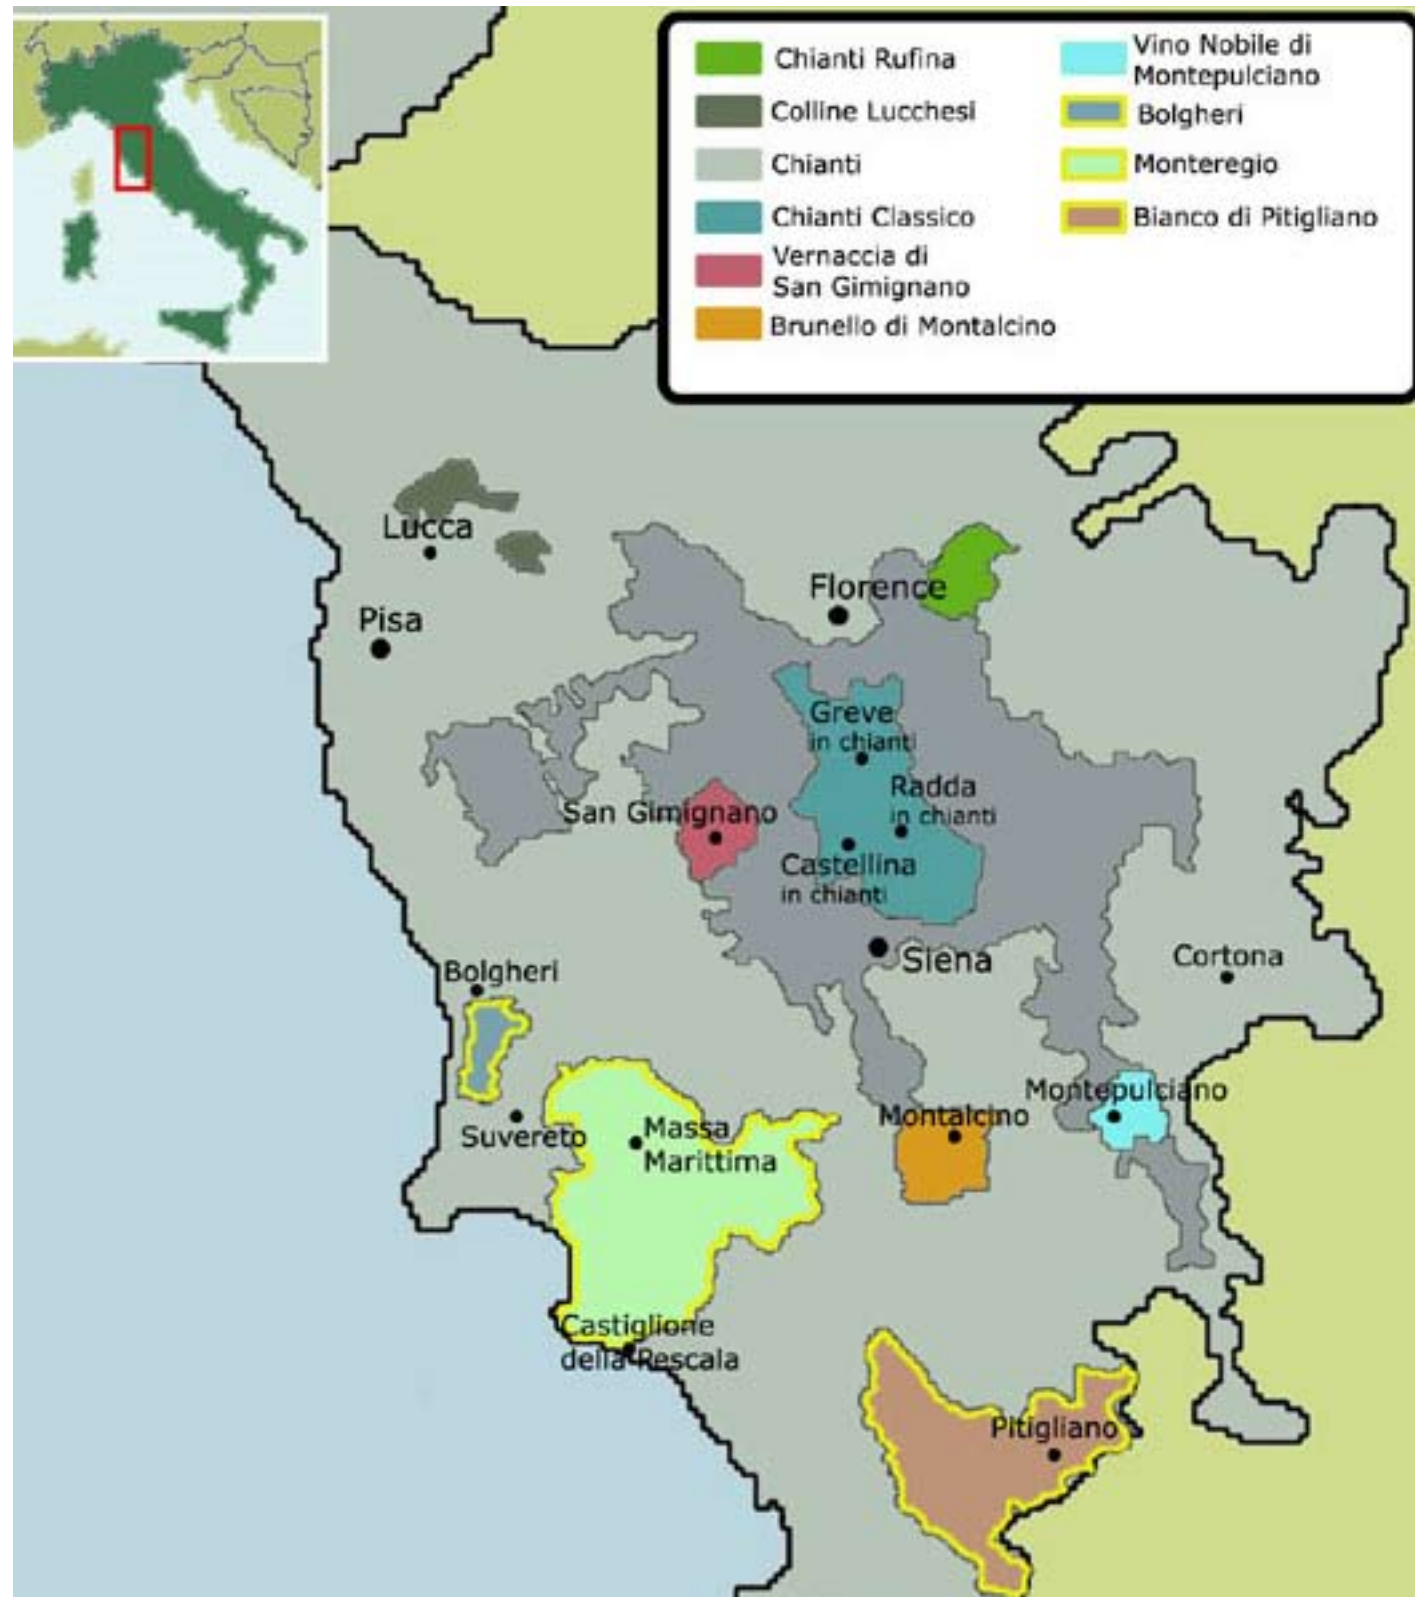 Chianti Rufina
Colline Lucchesi
Chianti
Chianti Classico
Vernaccia di
San Gimignano
Brunello di Montalcino
Vino Nobile di
Montepulciano
Bolgheri
Monteregio
Bianco di Pitigliano
Lucca
Florence
Pisa
Greve
in chianti
Radda
in chianti
San Gimignano
Castellina
in chianti
Siena
Cortona
Bolgheri
Montepulciano
Montalcino
Suvereto
Massa
Marittima
Castiglione
della Pescala
Pitigliano